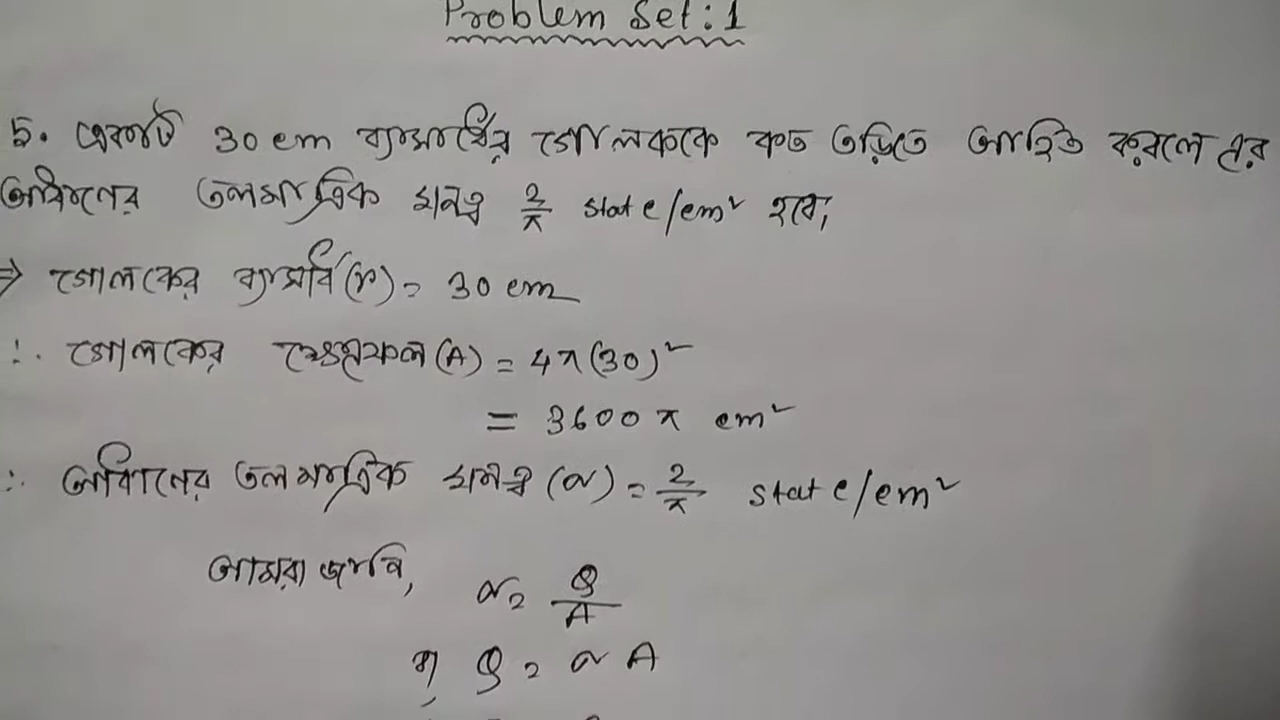 Problem Set: 1
5. একটি 30 cm ব্যাসার্ধের গোলককে কত তড়িতে আহিত করলে এর
আধানের তলমাত্রিক ঘনত্ব 2/π stat c/cm² হবে,
⇒ গোলকের ব্যাসার্ধ (r) = 30 cm
∴ গোলকের ক্ষেত্রফল (A) = 4π(30)²
= 3600 π cm²
∴ আধানের তলমাত্রিক ঘনত্ব (σ) = 2/π stat c/cm²
আমরা জানি, σ = Q/A
বা, Q = σ A